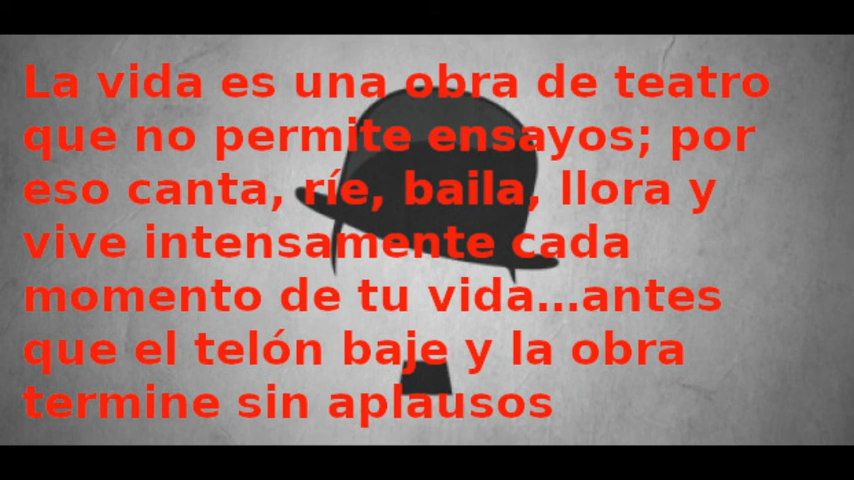 La vida es una obra de teatro
que no permite ensayos; por
eso canta, ríe, baila, llora y
vive intensamente cada
momento de tu vida...antes
que el telón baje y la obra
termine sin aplausos